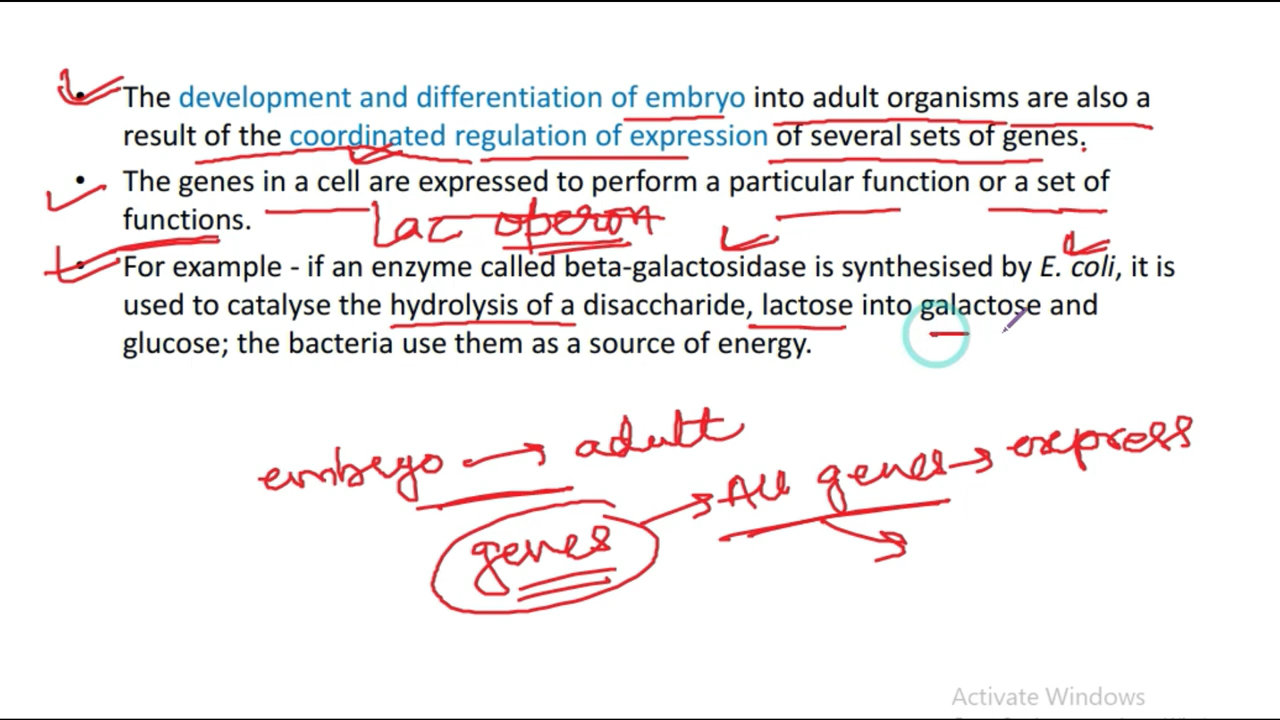 • The development and differentiation of embryo into adult organisms are also a
result of the coordinated regulation of expression of several sets of genes.
• The genes in a cell are expressed to perform a particular function or a set of
functions.
Lac operon
• For example - if an enzyme called beta-galactosidase is synthesised by E. coli, it is
used to catalyse the hydrolysis of a disaccharide, lactose into galactose and
glucose; the bacteria use them as a source of energy.
embryo → adult
genes → All genes → express
Activate Windows